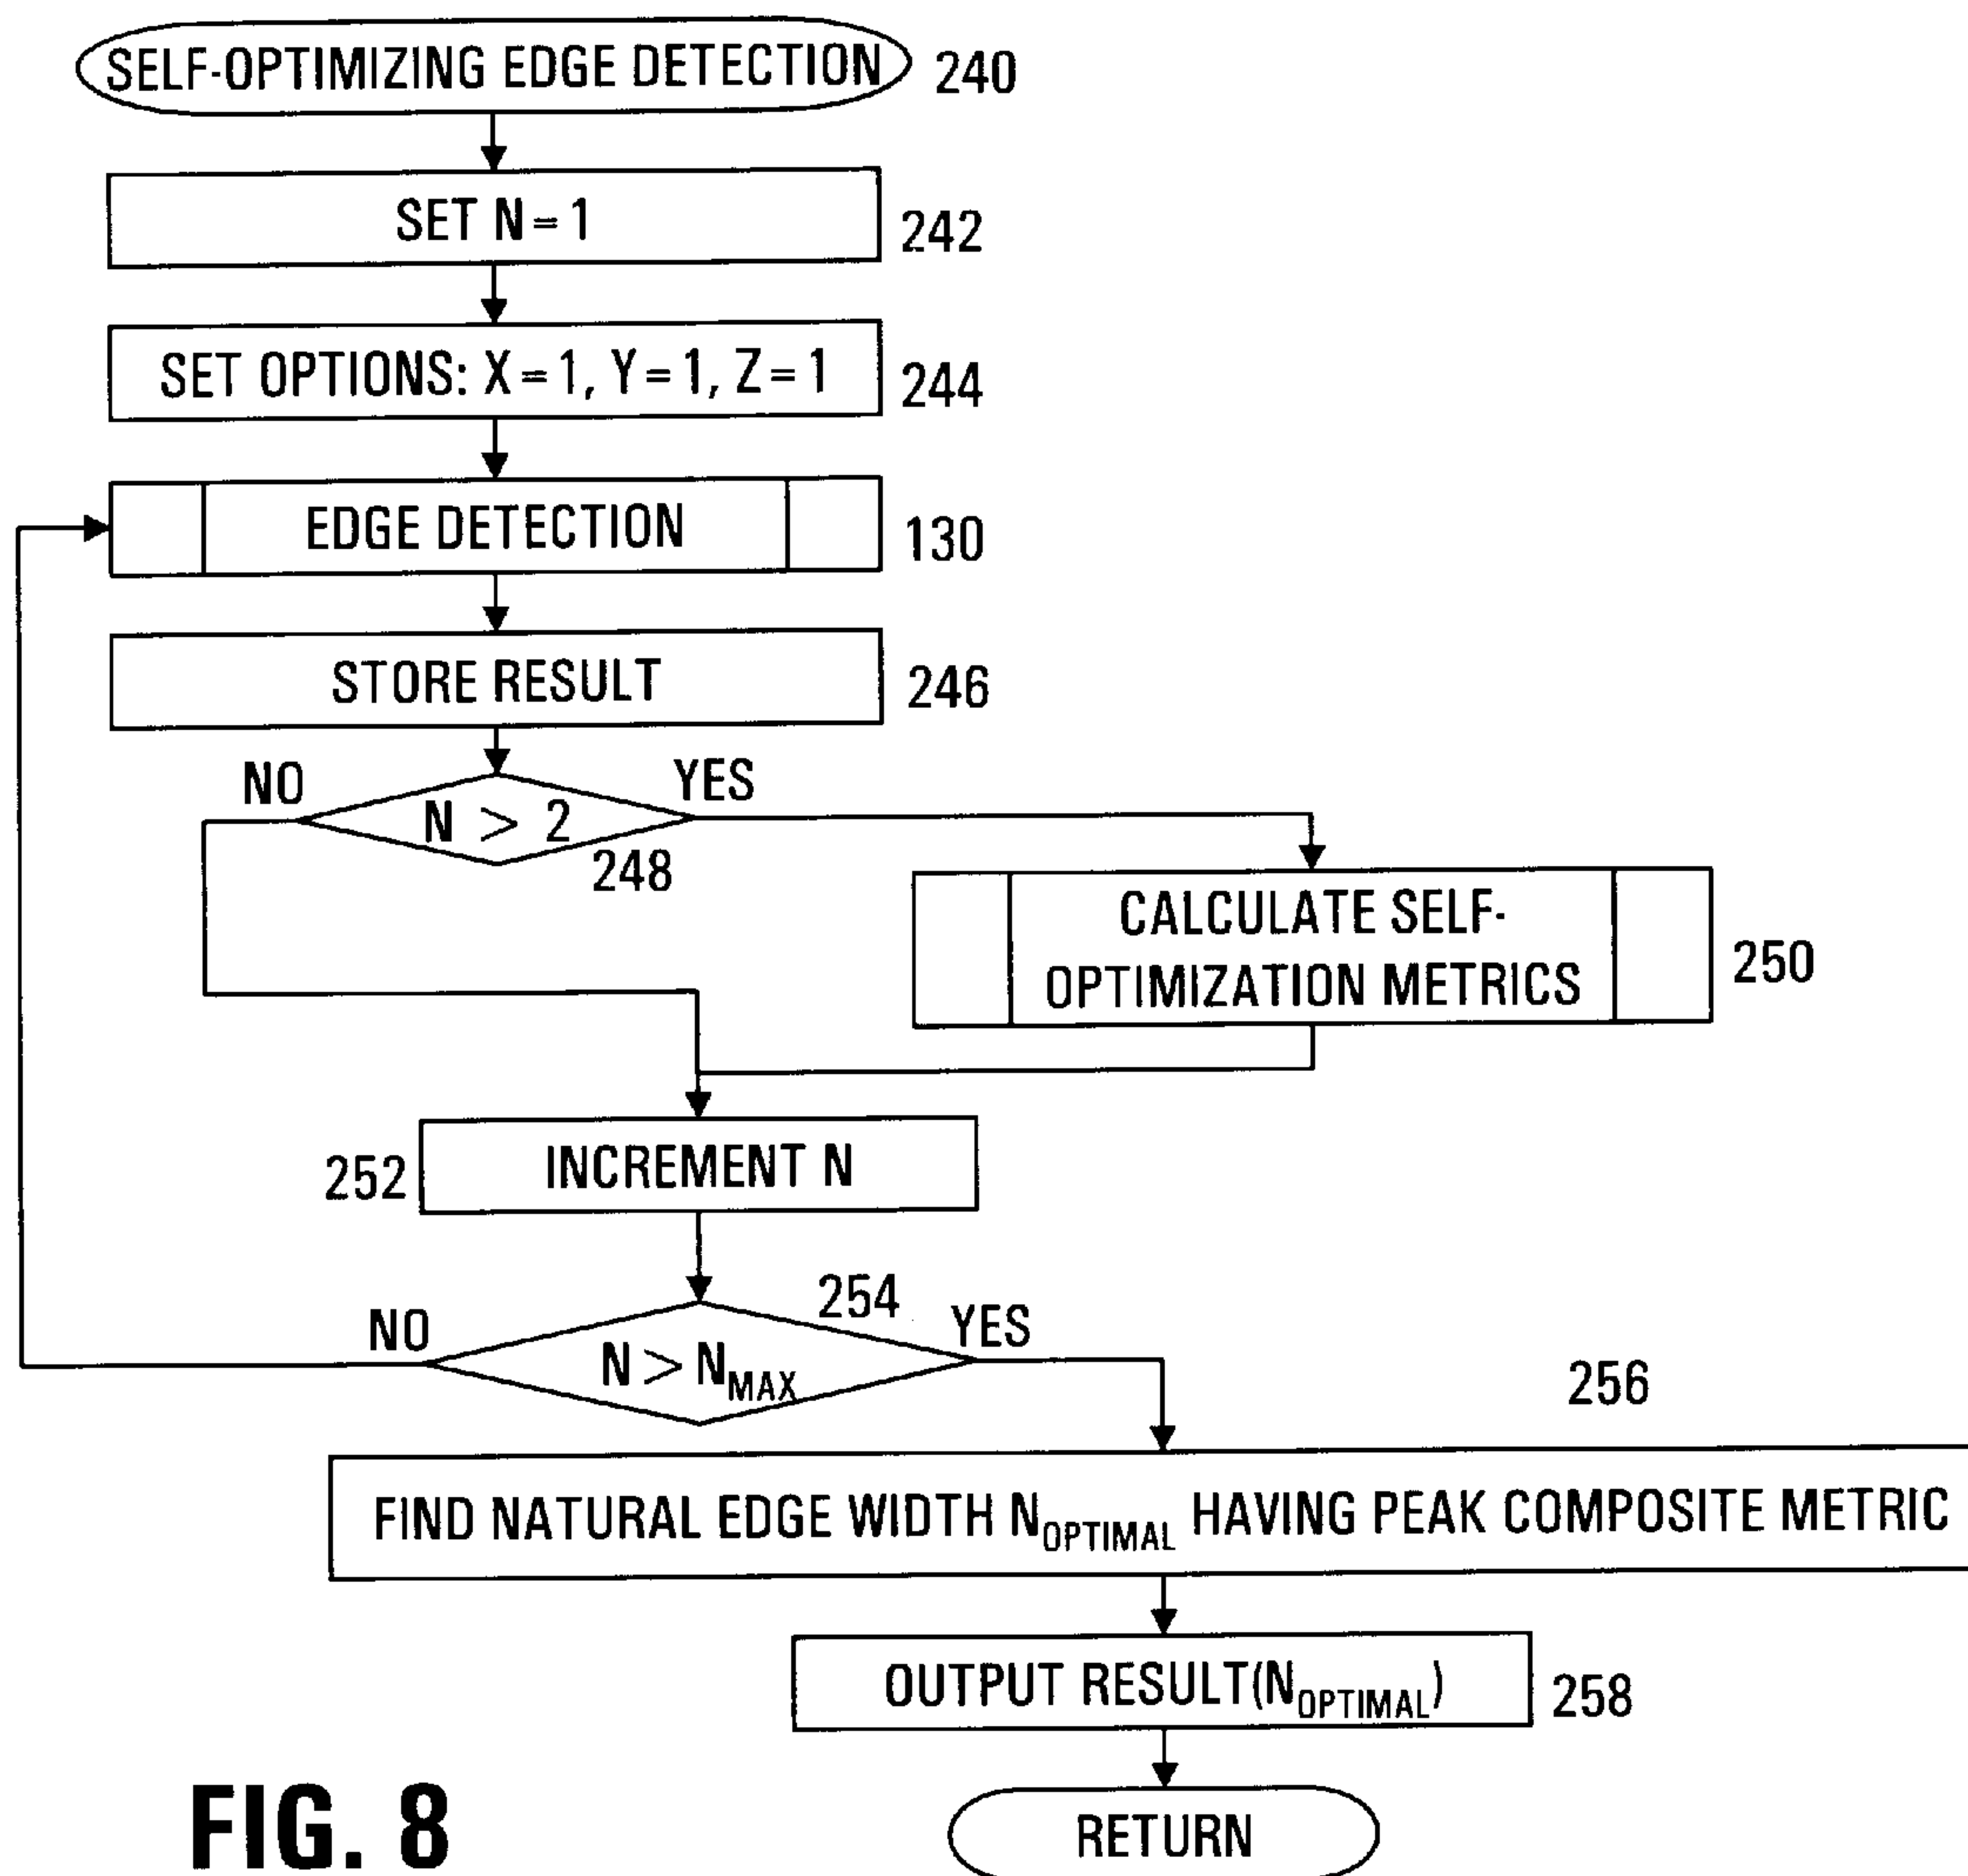 SELF-OPTIMIZING EDGE DETECTION 240
SET N = 1 242
SET OPTIONS: X = 1, Y = 1, Z = 1 244
EDGE DETECTION 130
STORE RESULT 246
NO YES
N > 2
248
CALCULATE SELF-
OPTIMIZATION METRICS 250
252 INCREMENT N
254
NO YES
N > NMAX
256
FIND NATURAL EDGE WIDTH NOPTIMAL HAVING PEAK COMPOSITE METRIC
OUTPUT RESULT(NOPTIMAL) 258
RETURN
FIG. 8